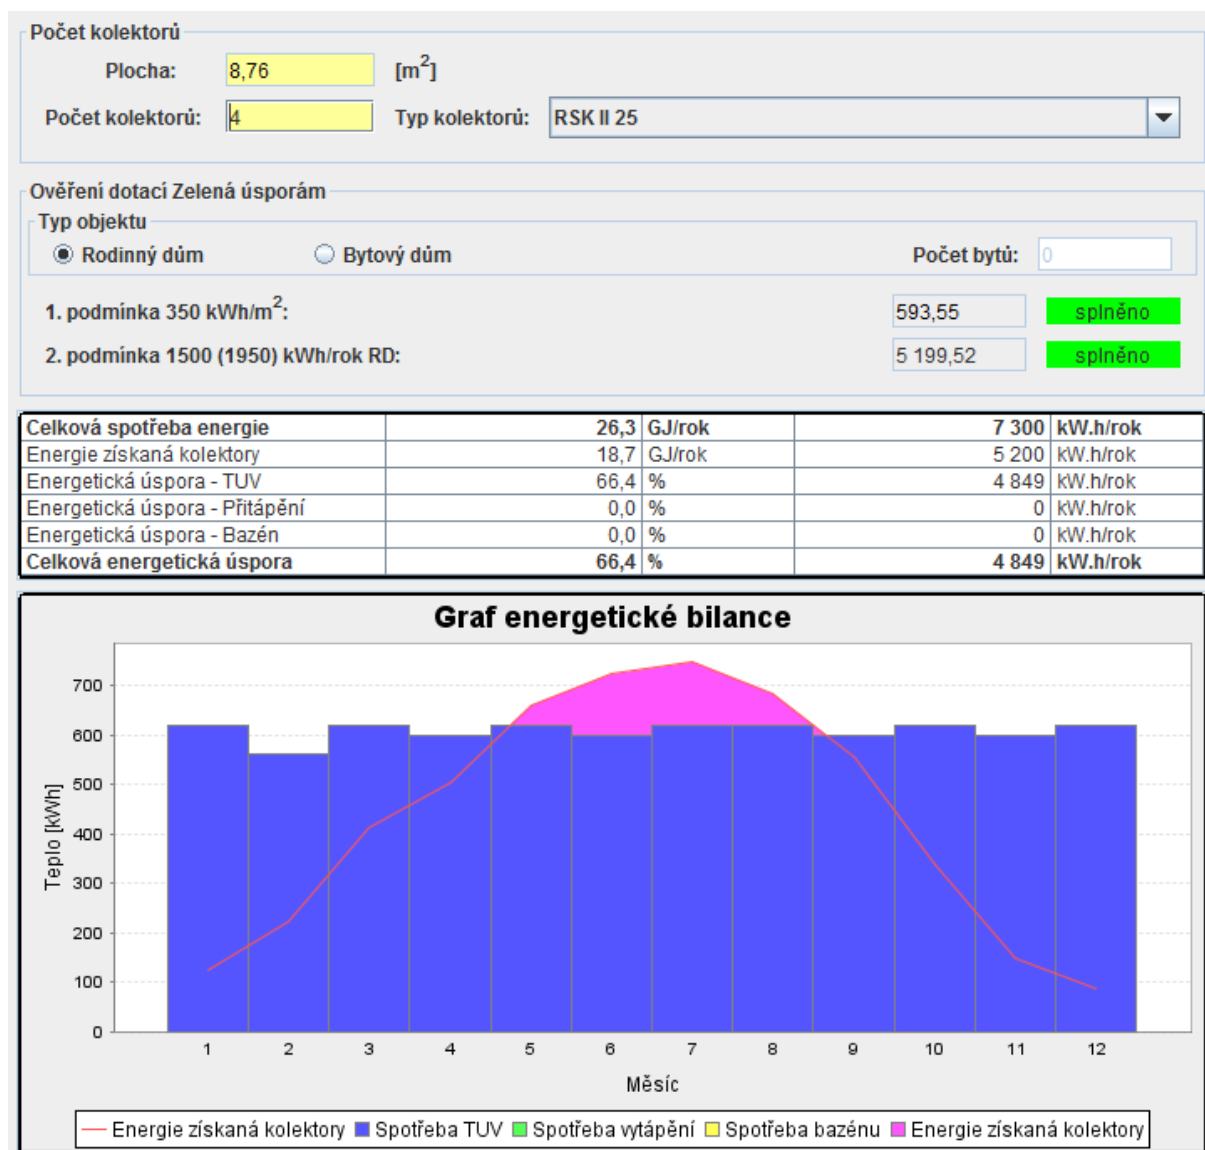 Počet kolektorů
Plocha: 8,76 [m²]
Počet kolektorů: 4 Typ kolektorů: RSK II 25
Ověření dotací Zelená úsporám
Typ objektu
Rodinný dům Bytový dům Počet bytů: 0
1. podmínka 350 kWh/m²: 593,55 splněno
2. podmínka 1500 (1950) kWh/rok RD: 5 199,52 splněno
Celková spotřeba energie 26,3 GJ/rok 7 300 kW.h/rok
Energie získaná kolektory 18,7 GJ/rok 5 200 kW.h/rok
Energetická úspora - TUV 66,4 % 4 849 kW.h/rok
Energetická úspora - Přitápění 0,0 % 0 kW.h/rok
Energetická úspora - Bazén 0,0 % 0 kW.h/rok
Celková energetická úspora 66,4 % 4 849 kW.h/rok
Graf energetické bilance
Teplo [kWh]
700
600
500
400
300
200
100
0
1 2 3 4 5 6 7 8 9 10 11 12
Měsíc
Energie získaná kolektory Spotřeba TUV Spotřeba vytápění Spotřeba bazénu Energie získaná kolektory